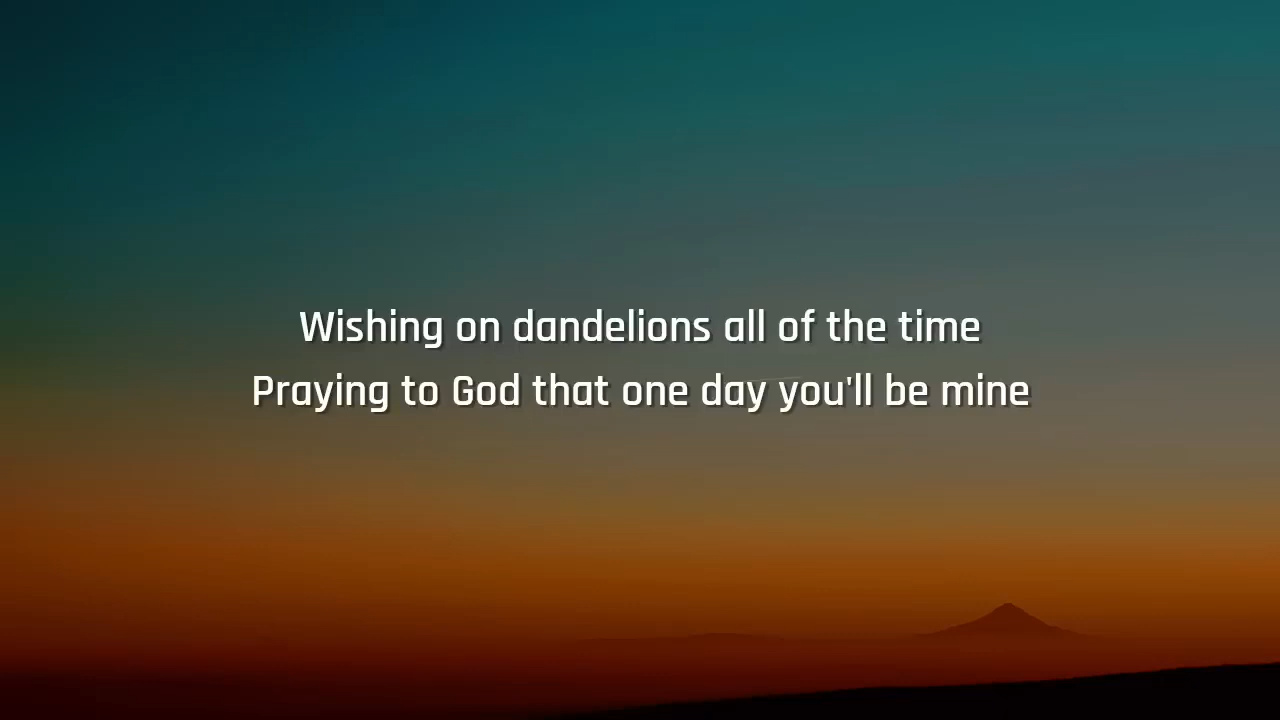 Wishing on dandelions all of the time
Praying to God that one day you'll be mine